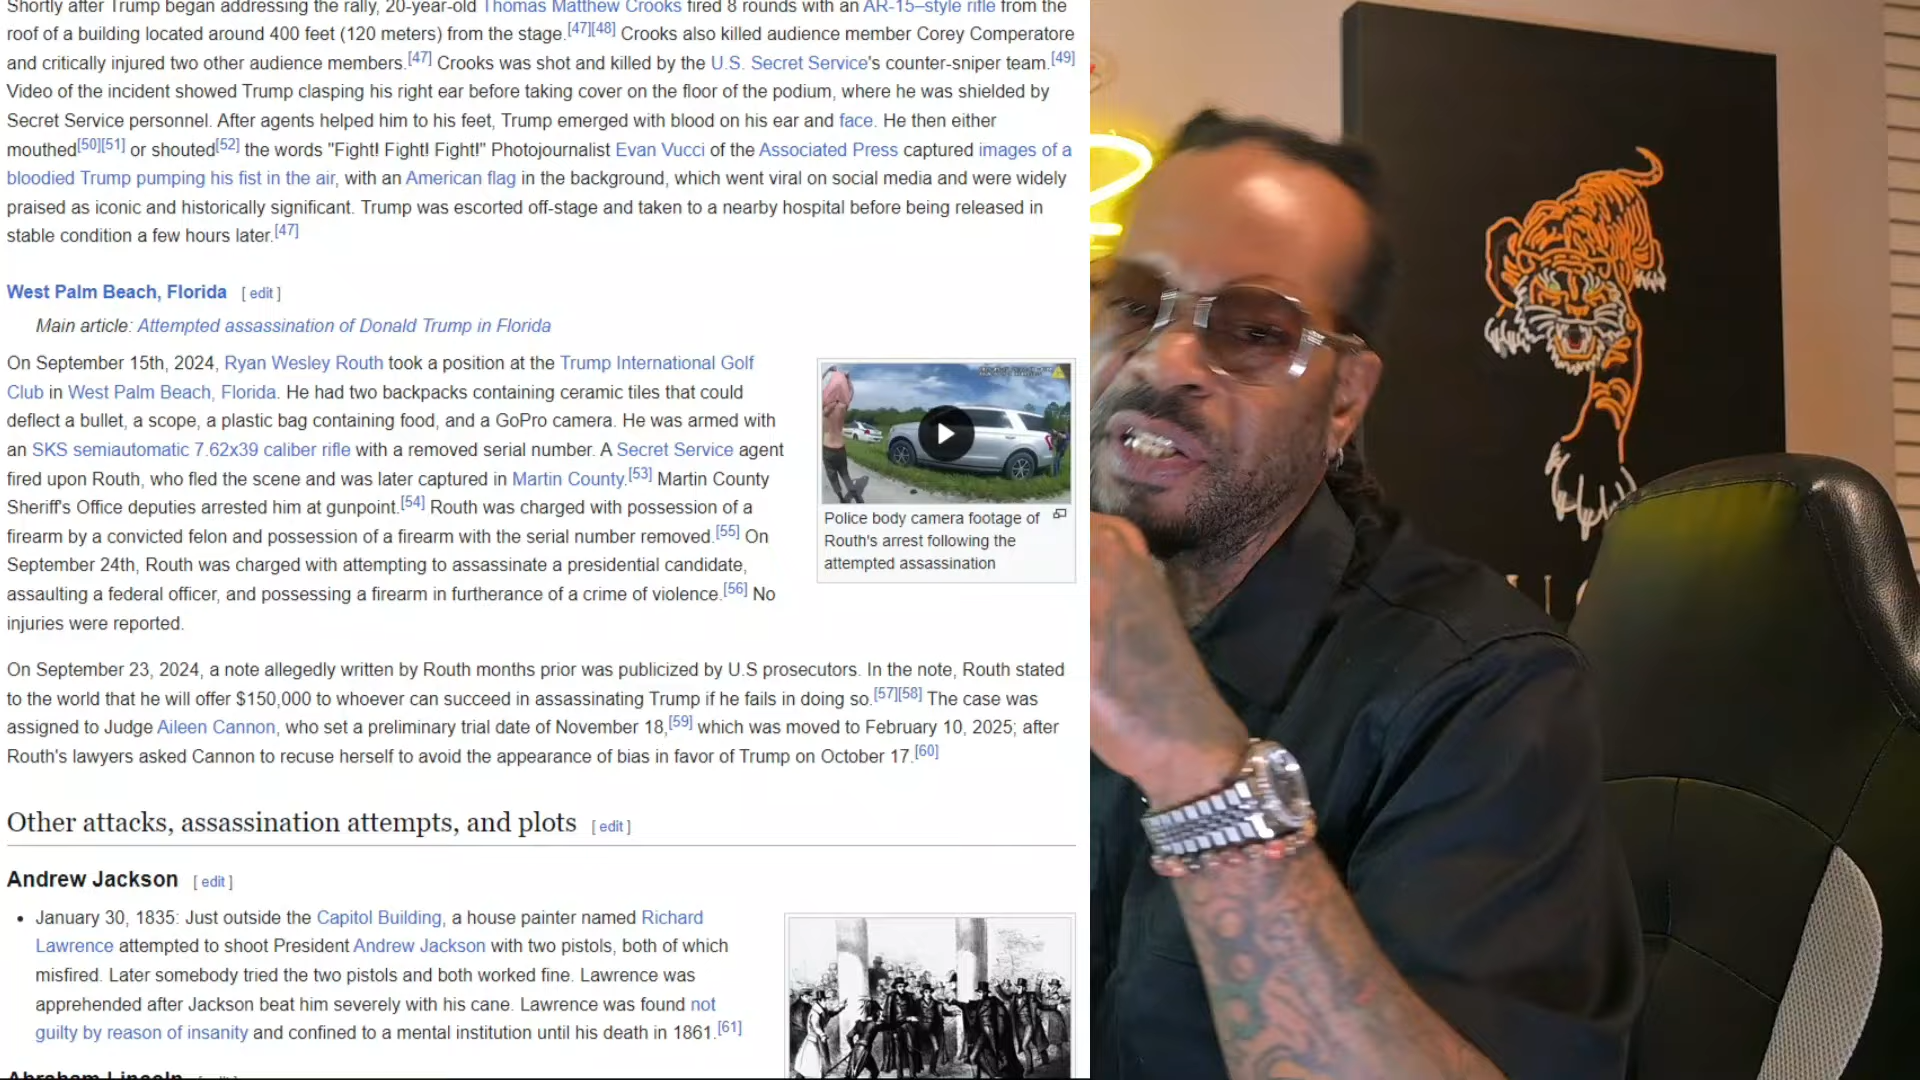 Shortly after Trump began addressing the rally, 20-year-old Thomas Matthew Crooks fired 8 rounds with an AR-15–style rifle from the
roof of a building located around 400 feet (120 meters) from the stage.[47][48] Crooks also killed audience member Corey Comperatore
and critically injured two other audience members.[47] Crooks was shot and killed by the U.S. Secret Service's counter-sniper team.[49]
Video of the incident showed Trump clasping his right ear before taking cover on the floor of the podium, where he was shielded by
Secret Service personnel. After agents helped him to his feet, Trump emerged with blood on his ear and face. He then either
mouthed[50][51] or shouted[52] the words "Fight! Fight! Fight!" Photojournalist Evan Vucci of the Associated Press captured images of a
bloodied Trump pumping his fist in the air, with an American flag in the background, which went viral on social media and were widely
praised as iconic and historically significant. Trump was escorted off-stage and taken to a nearby hospital before being released in
stable condition a few hours later.[47]
West Palm Beach, Florida [ edit ]
Main article: Attempted assassination of Donald Trump in Florida
On September 15th, 2024, Ryan Wesley Routh took a position at the Trump International Golf
Club in West Palm Beach, Florida. He had two backpacks containing ceramic tiles that could
deflect a bullet, a scope, a plastic bag containing food, and a GoPro camera. He was armed with
an SKS semiautomatic 7.62x39 caliber rifle with a removed serial number. A Secret Service agent
fired upon Routh, who fled the scene and was later captured in Martin County.[53] Martin County
Sheriff's Office deputies arrested him at gunpoint.[54] Routh was charged with possession of a
firearm by a convicted felon and possession of a firearm with the serial number removed.[55] On
September 24th, Routh was charged with attempting to assassinate a presidential candidate,
assaulting a federal officer, and possessing a firearm in furtherance of a crime of violence.[56] No
injuries were reported.
Police body camera footage of
Routh's arrest following the
attempted assassination
On September 23, 2024, a note allegedly written by Routh months prior was publicized by U.S prosecutors. In the note, Routh stated
to the world that he will offer $150,000 to whoever can succeed in assassinating Trump if he fails in doing so.[57][58] The case was
assigned to Judge Aileen Cannon, who set a preliminary trial date of November 18,[59] which was moved to February 10, 2025; after
Routh's lawyers asked Cannon to recuse herself to avoid the appearance of bias in favor of Trump on October 17.[60]
Other attacks, assassination attempts, and plots [ edit ]
Andrew Jackson [ edit ]
• January 30, 1835: Just outside the Capitol Building, a house painter named Richard
Lawrence attempted to shoot President Andrew Jackson with two pistols, both of which
misfired. Later somebody tried the two pistols and both worked fine. Lawrence was
apprehended after Jackson beat him severely with his cane. Lawrence was found not
guilty by reason of insanity and confined to a mental institution until his death in 1861.[61]
Abraham Lincoln [ edit ]